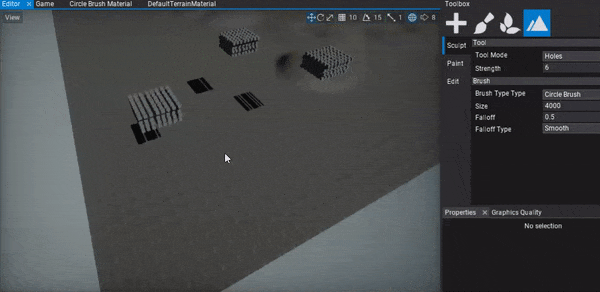 Editor × Game Circle Brush Material DefaultTerrainMaterial
View 10 15 1 8
Toolbox
Sculpt
Paint
Edit
Tool
Tool Mode Holes
Strength 6
Brush
Brush Type Type Circle Brush
Size 4000
Falloff 0.5
Falloff Type Smooth
Properties × Graphics Quality
No selection